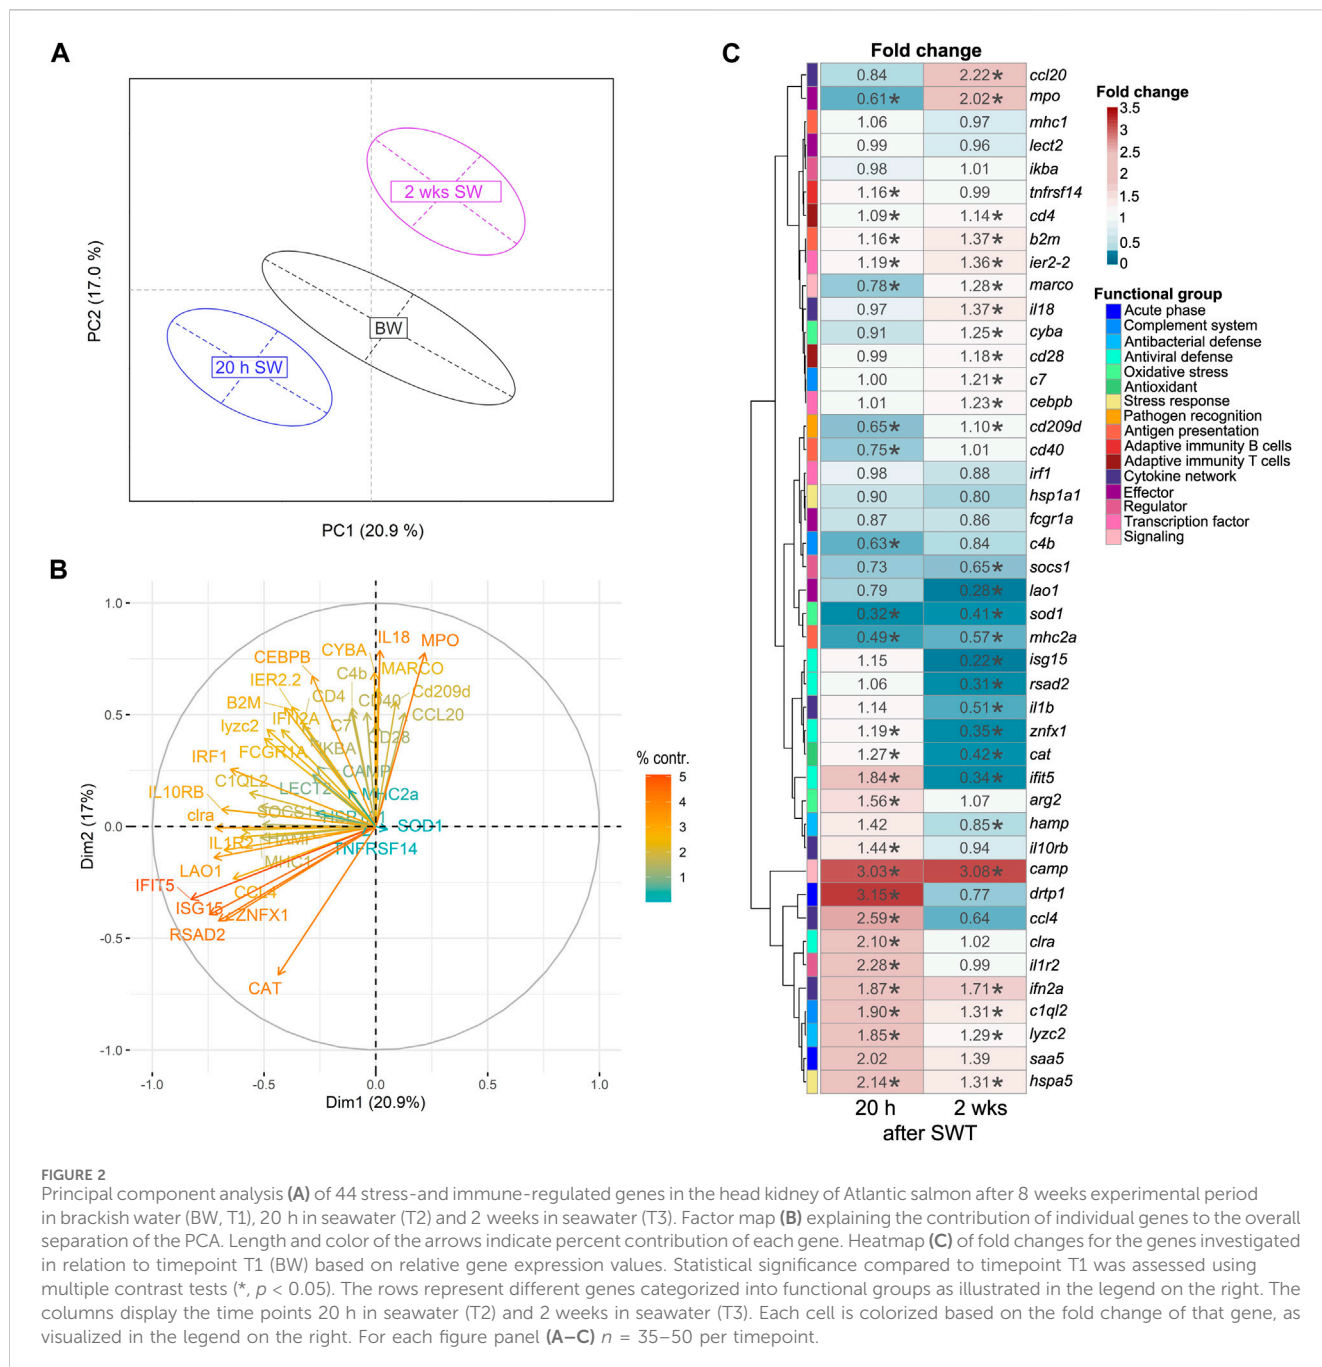 A
2 wks SW
BW
20 h SW
PC2 (17.0 %)
PC1 (20.9 %)
B
1.0
0.5
0.0
-0.5
-1.0
-1.0
-0.5
0.0
0.5
1.0
Dim2 (17%)
Dim1 (20.9%)
IL18
CYBA
MPO
CEBPB
MARCO
C4b
IER2.2
Cd209d
CD4
CD40
B2M
IFN2A
CCL20
C7
CD28
lyzc2
IKBA
FCGR1A
IRF1
CAMP
C1QL2
LECT2
MHC2a
IL10RB
SOCS1
clra
SOD1
HAMP
IL1R2
TNFRSF14
MHC1
LAO1
IFIT5
CCL4
ISG15
ZNFX1
RSAD2
CAT
% contr.
5
4
3
2
1
C
Fold change
0.84 2.22* ccl20
0.61* 2.02* mpo
1.06 0.97 mhc1
0.99 0.96 lect2
0.98 1.01 ikba
1.16* 0.99 tnfrsf14
1.09* 1.14* cd4
1.16* 1.37* b2m
1.19* 1.36* ier2-2
0.78* 1.28* marco
0.97 1.37* il18
0.91 1.25* cyba
0.99 1.18* cd28
1.00 1.21* c7
1.01 1.23* cebpb
0.65* 1.10* cd209d
0.75* 1.01 cd40
0.98 0.88 irf1
0.90 0.80 hsp1a1
0.87 0.86 fcgr1a
0.63* 0.84 c4b
0.73 0.65* socs1
0.79 0.28* lao1
0.32* 0.41* sod1
0.49* 0.57* mhc2a
1.15 0.22* isg15
1.06 0.31* rsad2
1.14 0.51* il1b
1.19* 0.35* znfx1
1.27* 0.42* cat
1.84* 0.34* ifit5
1.56* 1.07 arg2
1.42 0.85* hamp
1.44* 0.94 il10rb
3.03* 3.08* camp
3.15* 0.77 drtp1
2.59* 0.64 ccl4
2.10* 1.02 clra
2.28* 0.99 il1r2
1.87* 1.71* ifn2a
1.90* 1.31* c1ql2
1.85* 1.29* lyzc2
2.02 1.39 saa5
2.14* 1.31* hspa5
20 h 2 wks
after SWT
Fold change
3.5
3
2.5
2
1.5
1
0.5
0
Functional group
Acute phase
Complement system
Antibacterial defense
Antiviral defense
Oxidative stress
Antioxidant
Stress response
Pathogen recognition
Antigen presentation
Adaptive immunity B cells
Adaptive immunity T cells
Cytokine network
Effector
Regulator
Transcription factor
Signaling
FIGURE 2
Principal component analysis (A) of 44 stress-and immune-regulated genes in the head kidney of Atlantic salmon after 8 weeks experimental period
in brackish water (BW, T1), 20 h in seawater (T2) and 2 weeks in seawater (T3). Factor map (B) explaining the contribution of individual genes to the overall
separation of the PCA. Length and color of the arrows indicate percent contribution of each gene. Heatmap (C) of fold changes for the genes investigated
in relation to timepoint T1 (BW) based on relative gene expression values. Statistical significance compared to timepoint T1 was assessed using
multiple contrast tests (*, p < 0.05). The rows represent different genes categorized into functional groups as illustrated in the legend on the right. The
columns display the time points 20 h in seawater (T2) and 2 weeks in seawater (T3). Each cell is colorized based on the fold change of that gene, as
visualized in the legend on the right. For each figure panel (A–C) n = 35–50 per timepoint.